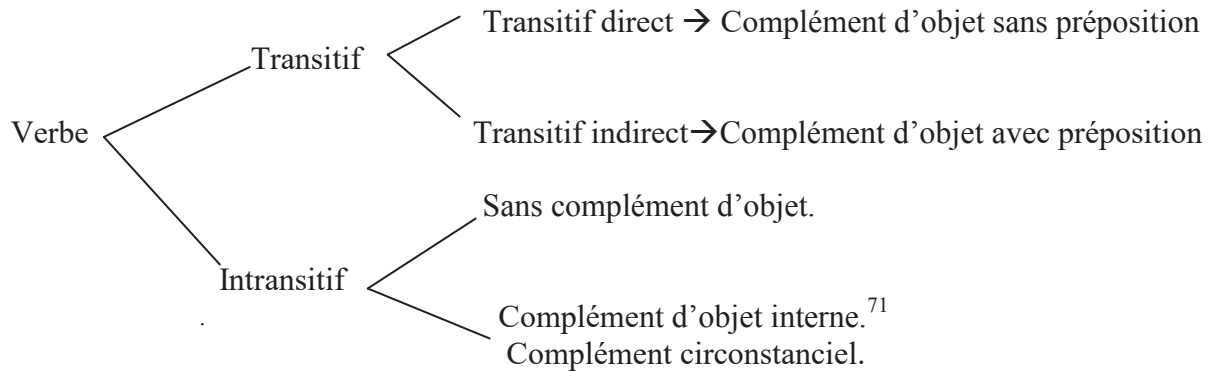 Transitif direct → Complément d’objet sans préposition
Transitif
Verbe
Transitif indirect→Complément d’objet avec préposition
Sans complément d’objet.
Intransitif
Complément d’objet interne.71
Complément circonstanciel.